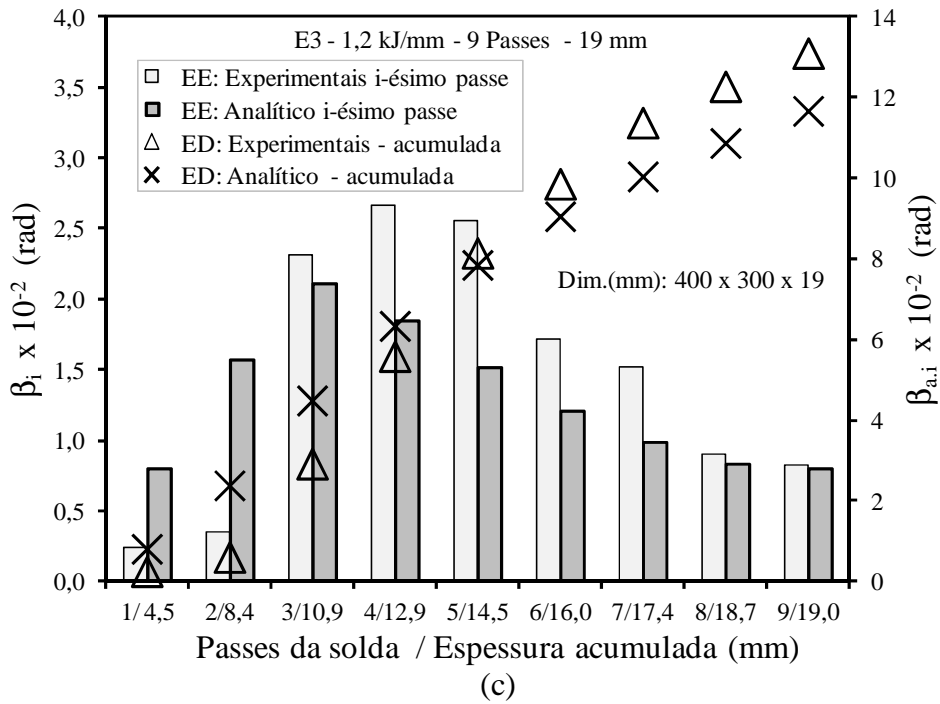 E3 - 1,2 kJ/mm - 9 Passes - 19 mm
EE: Experimentais i-ésimo passe
EE: Analítico i-ésimo passe
ED: Experimentais - acumulada
ED: Analítico - acumulada
Dim.(mm): 400 x 300 x 19
4,0
3,5
3,0
2,5
2,0
1,5
1,0
0,5
0,0
βi x 10-2 (rad)
14
12
10
8
6
4
2
0
βa.i x 10-2 (rad)
1/4,5 2/8,4 3/10,9 4/12,9 5/14,5 6/16,0 7/17,4 8/18,7 9/19,0
Passes da solda / Espessura acumulada (mm)
(c)